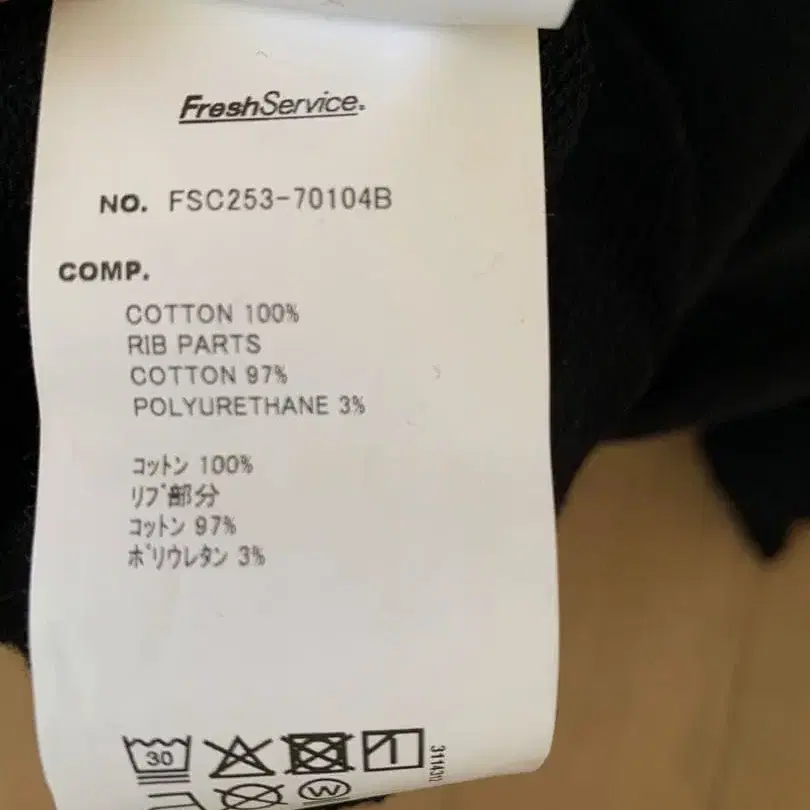 FreshService.
NO. FSC253-70104B
COMP.
COTTON 100%
RIB PARTS
COTTON 97%
POLYURETHANE 3%
コットン 100%
リブ部分
コットン 97%
ポリウレタン 3%
30
W